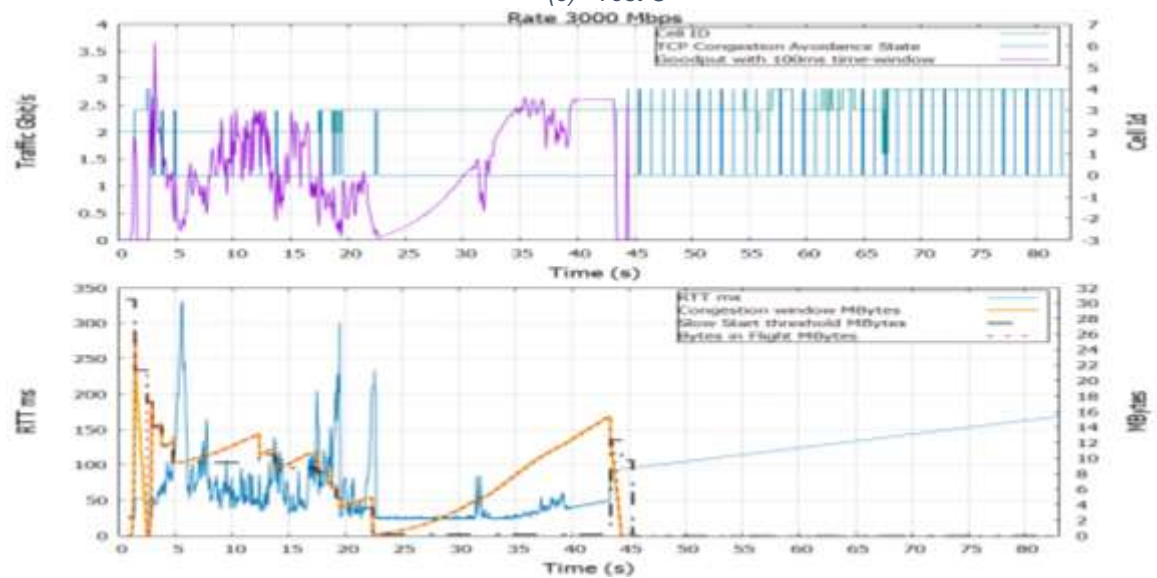 Rate 3000 Mbps
Cell ID
TCP Congestion Avoidance State
Goodput with 100ms time-window
Traffic Gbit/s
Cell Id
4
3.5
3
2.5
2
1.5
1
0.5
0
7
6
5
4
3
2
1
0
-1
-2
-3
0 5 10 15 20 25 30 35 40 45 50 55 60 65 70 75 80
Time (s)
RTT ms
Congestion window MBytes
Slow Start threshold MBytes
Bytes in Flight MBytes
RTT ms
MBytes
350
300
250
200
150
100
50
0
32
30
28
26
24
22
20
18
16
14
12
10
8
6
4
2
0
0 5 10 15 20 25 30 35 40 45 50 55 60 65 70 75 80
Time (s)